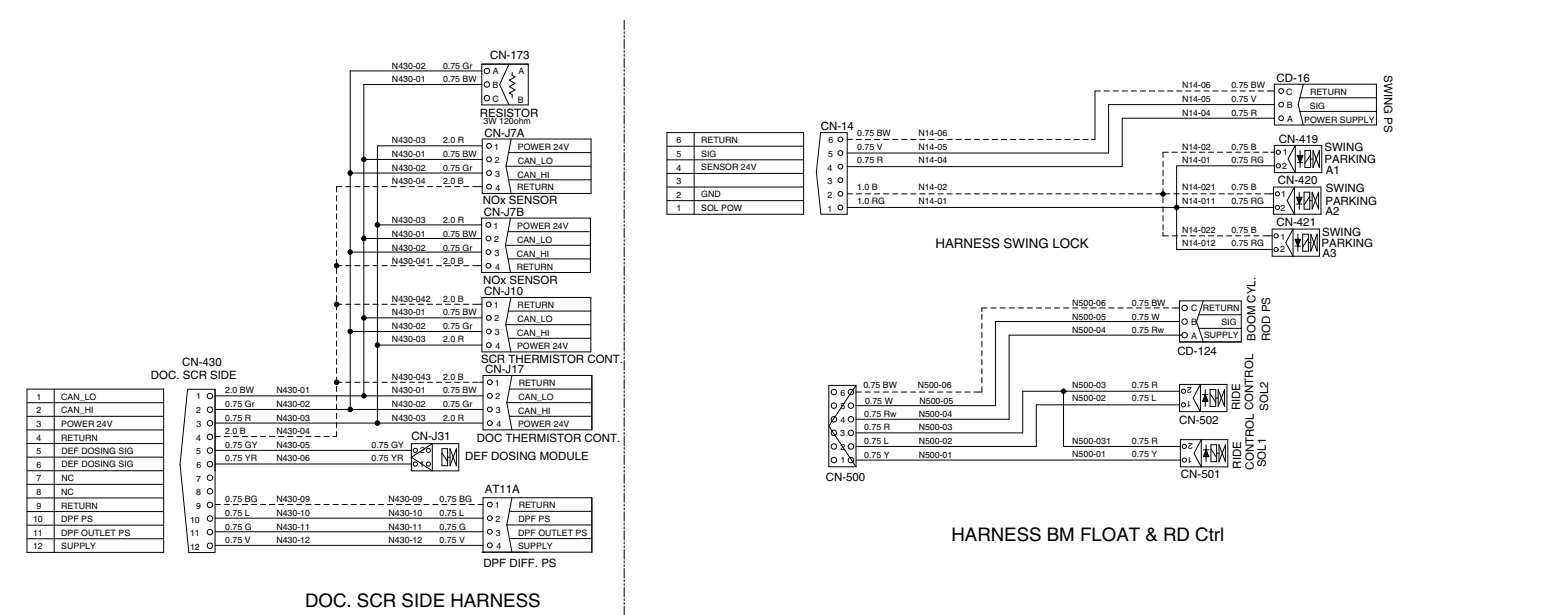 CN-173
N430-02 0.75 Gr A A
N430-01 0.75 BW B
C B
RESISTOR
3W 120ohm
CN-J7A
N430-03 2.0 R 1 POWER 24V
N430-01 0.75 BW 2 CAN_LO
N430-02 0.75 Gr 3 CAN_HI
N430-04 2.0 B 4 RETURN
NOx SENSOR
CN-J7B
N430-03 2.0 R 1 POWER 24V
N430-01 0.75 BW 2 CAN_LO
N430-02 0.75 Gr 3 CAN_HI
N430-041 2.0 B 4 RETURN
NOx SENSOR
CN-J10
N430-042 2.0 B 1 RETURN
N430-01 0.75 BW 2 CAN_LO
N430-02 0.75 Gr 3 CAN_HI
N430-03 2.0 R 4 POWER 24V
SCR THERMISTOR CONT.
CN-J17
N430-043 2.0 B 1 RETURN
N430-01 0.75 BW 2 CAN_LO
N430-02 0.75 Gr 3 CAN_HI
N430-03 2.0 R 4 POWER 24V
DOC THERMISTOR CONT.
CN-430
DOC. SCR SIDE
1 CAN_LO 1 2.0 BW N430-01
2 CAN_HI 2 0.75 Gr N430-02
3 POWER 24V 3 0.75 R N430-03
4 RETURN 4 2.0 B N430-04
5 DEF DOSING SIG 5 0.75 GY N430-05 0.75 GY 2
6 DEF DOSING SIG 6 0.75 YR N430-06 0.75 YR 1
CN-J31
DEF DOSING MODULE
7 NC 7
8 NC 8
AT11A
9 RETURN 9 0.75 BG N430-09 N430-09 0.75 BG 1 RETURN
10 DPF PS 10 0.75 L N430-10 N430-10 0.75 L 2 DPF PS
11 DPF OUTLET PS 11 0.75 G N430-11 N430-11 0.75 G 3 DPF OUTLET PS
12 SUPPLY 12 0.75 V N430-12 N430-12 0.75 V 4 SUPPLY
DPF DIFF. PS
DOC. SCR SIDE HARNESS
CD-16
N14-06 0.75 BW C RETURN
N14-05 0.75 V B SIG
N14-04 0.75 R A POWER SUPPLY
SWING PS
CN-14
6 RETURN 6 0.75 BW N14-06
5 SIG 5 0.75 V N14-05
4 SENSOR 24V 4 0.75 R N14-04
3 3
2 GND 2 1.0 B N14-02
1 SOL POW 1 1.0 RG N14-01
CN-419
N14-02 0.75 B 1
N14-01 0.75 RG 2
SWING
PARKING
A1
CN-420
N14-021 0.75 B 1
N14-011 0.75 RG 2
SWING
PARKING
A2
CN-421
N14-022 0.75 B 1
N14-012 0.75 RG 2
SWING
PARKING
A3
HARNESS SWING LOCK
N500-06 0.75 BW C RETURN
N500-05 0.75 W B SIG
N500-04 0.75 Rw A SUPPLY
CD-124
BOOM CYL.
ROD PS
6 0.75 BW N500-06
5 0.75 W N500-05
4 0.75 Rw N500-04
3 0.75 R N500-03
2 0.75 L N500-02
1 0.75 Y N500-01
CN-500
N500-03 0.75 R 2
N500-02 0.75 L 1
CN-502
RIDE
CONTROL
SOL2
N500-031 0.75 R 2
N500-01 0.75 Y 1
CN-501
RIDE
CONTROL
SOL1
HARNESS BM FLOAT & RD Ctrl